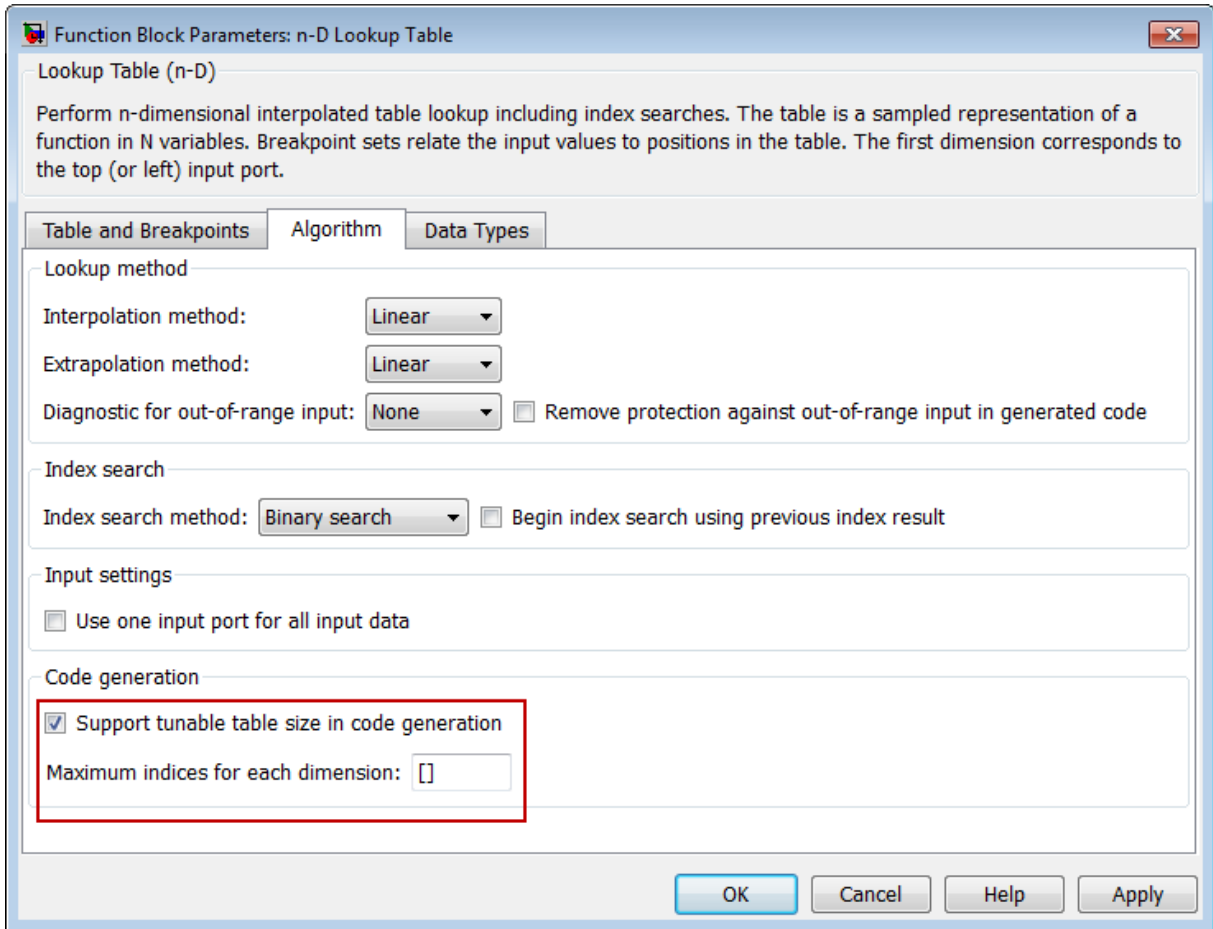 Function Block Parameters: n-D Lookup Table
Lookup Table (n-D)
Perform n-dimensional interpolated table lookup including index searches. The table is a sampled representation of a
function in N variables. Breakpoint sets relate the input values to positions in the table. The first dimension corresponds to
the top (or left) input port.
Table and Breakpoints Algorithm Data Types
Lookup method
Interpolation method: Linear
Extrapolation method: Linear
Diagnostic for out-of-range input: None Remove protection against out-of-range input in generated code
Index search
Index search method: Binary search Begin index search using previous index result
Input settings
Use one input port for all input data
Code generation
Support tunable table size in code generation
Maximum indices for each dimension: []
OK Cancel Help Apply